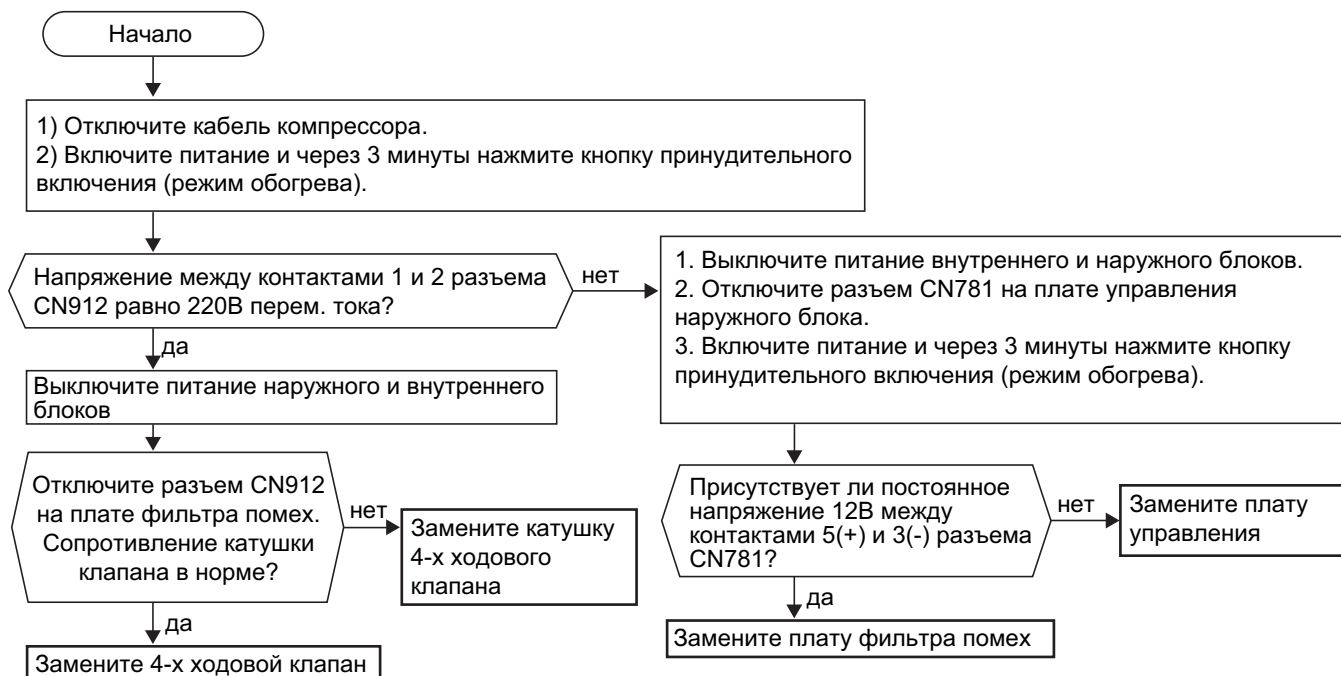 Начало
1) Отключите кабель компрессора.
2) Включите питание и через 3 минуты нажмите кнопку принудительного
включения (режим обогрева).
Напряжение между контактами 1 и 2 разъема
CN912 равно 220В перем. тока?
нет
1. Выключите питание внутреннего и наружного блоков.
2. Отключите разъем CN781 на плате управления
наружного блока.
3. Включите питание и через 3 минуты нажмите кнопку
принудительного включения (режим обогрева).
да
Выключите питание наружного и внутреннего
блоков
Отключите разъем CN912
на плате фильтра помех.
Сопротивление катушки
клапана в норме?
нет
Замените катушку
4-х ходового
клапана
Присутствует ли постоянное
напряжение 12В между
контактами 5(+) и 3(-) разъема
CN781?
нет
Замените плату
управления
да
Замените 4-х ходовой клапан
да
Замените плату фильтра помех